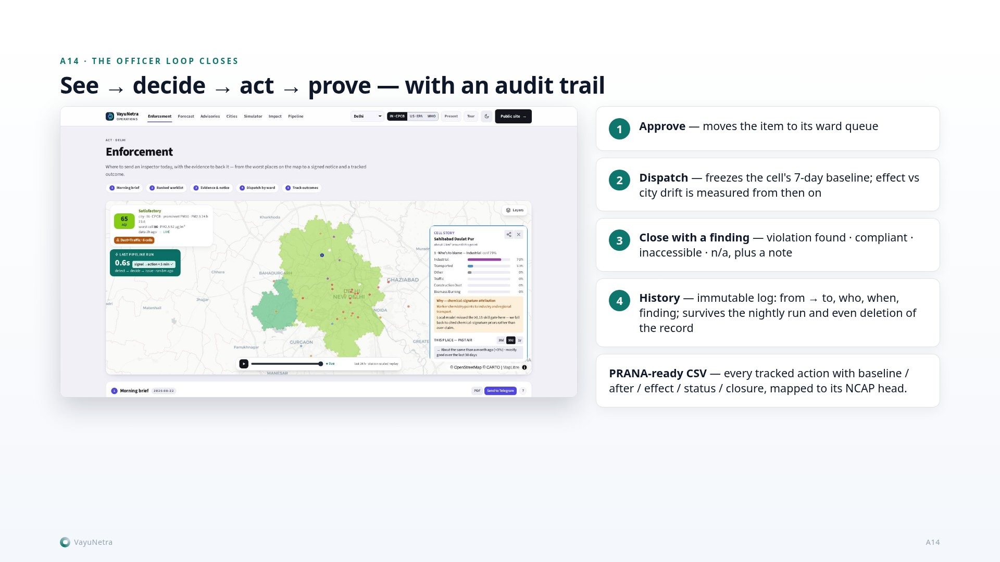 A14 · THE OFFICER LOOP CLOSES
See → decide → act → prove — with an audit trail
VayuNetra
OPERATIONS
Enforcement
Forecast
Advisories
Cities
Simulator
Impact
Pipeline
Delhi
IN·CPCB
US·EPA
WHO
Present
Tour
Public site →
ACT · DELHI
Enforcement
Where to send an inspector today, with the evidence to back it — from the worst places on the map to a signed notice and a tracked
outcome.
1 Morning brief
2 Ranked worklist
3 Evidence & notice
4 Dispatch by ward
5 Track outcomes
65
AQI
Satisfactory
city · IN·CPCB · prominent PM10 · PM2.5 24 h
23.6
worst cell 86 · PM2.5 52 µg/m³
data 2h ago LIVE
Dust×Traffic · 6 cells
LAST PIPELINE RUN
0.6s signal→action < 5 min ✓
detect → decide → issue · ran 8m ago
Layers
Kharkhoda
Chhara
BAHADURGARH
Jhajjar
Matenhail
adri
Farrukhnagar
GURGAON
MANESAR
DELHI
NEW DELHI
GHAZIABAD
NOIDA
GREATE
Muradn
HA
CELL STORY
Sahibabad Daulat Pur
about 1 km² around this point
1 · Who's to blame — Industrial conf 79%
Industrial 79%
Transported 13%
Other 9%
Traffic 0%
Construction Dust 0%
Biomass Burning 0%
Why — chemical-signature attribution
Marker chemistry points to industry and regional
transport.
Local model missed the ≥0.15 skill gate here — we fall
back to cited chemical-signature priors rather than
over-claim.
THIS PLACE — PAST AIR
30d
90d
1y
→ About the same than a month ago (+3%) · mostly
good over the last 30 days
live
last 24 h · station-scaled replay
© OpenStreetMap © CARTO | MapLibre
1 Morning brief 2026-08-22
PDF
Send to Telegram
?
1 Approve — moves the item to its ward queue
2 Dispatch — freezes the cell's 7-day baseline; effect vs
city drift is measured from then on
3 Close with a finding — violation found · compliant ·
inaccessible · n/a, plus a note
4 History — immutable log: from → to, who, when,
finding; survives the nightly run and even deletion of
the record
PRANA-ready CSV — every tracked action with baseline /
after / effect / status / closure, mapped to its NCAP head.
VayuNetra
A14